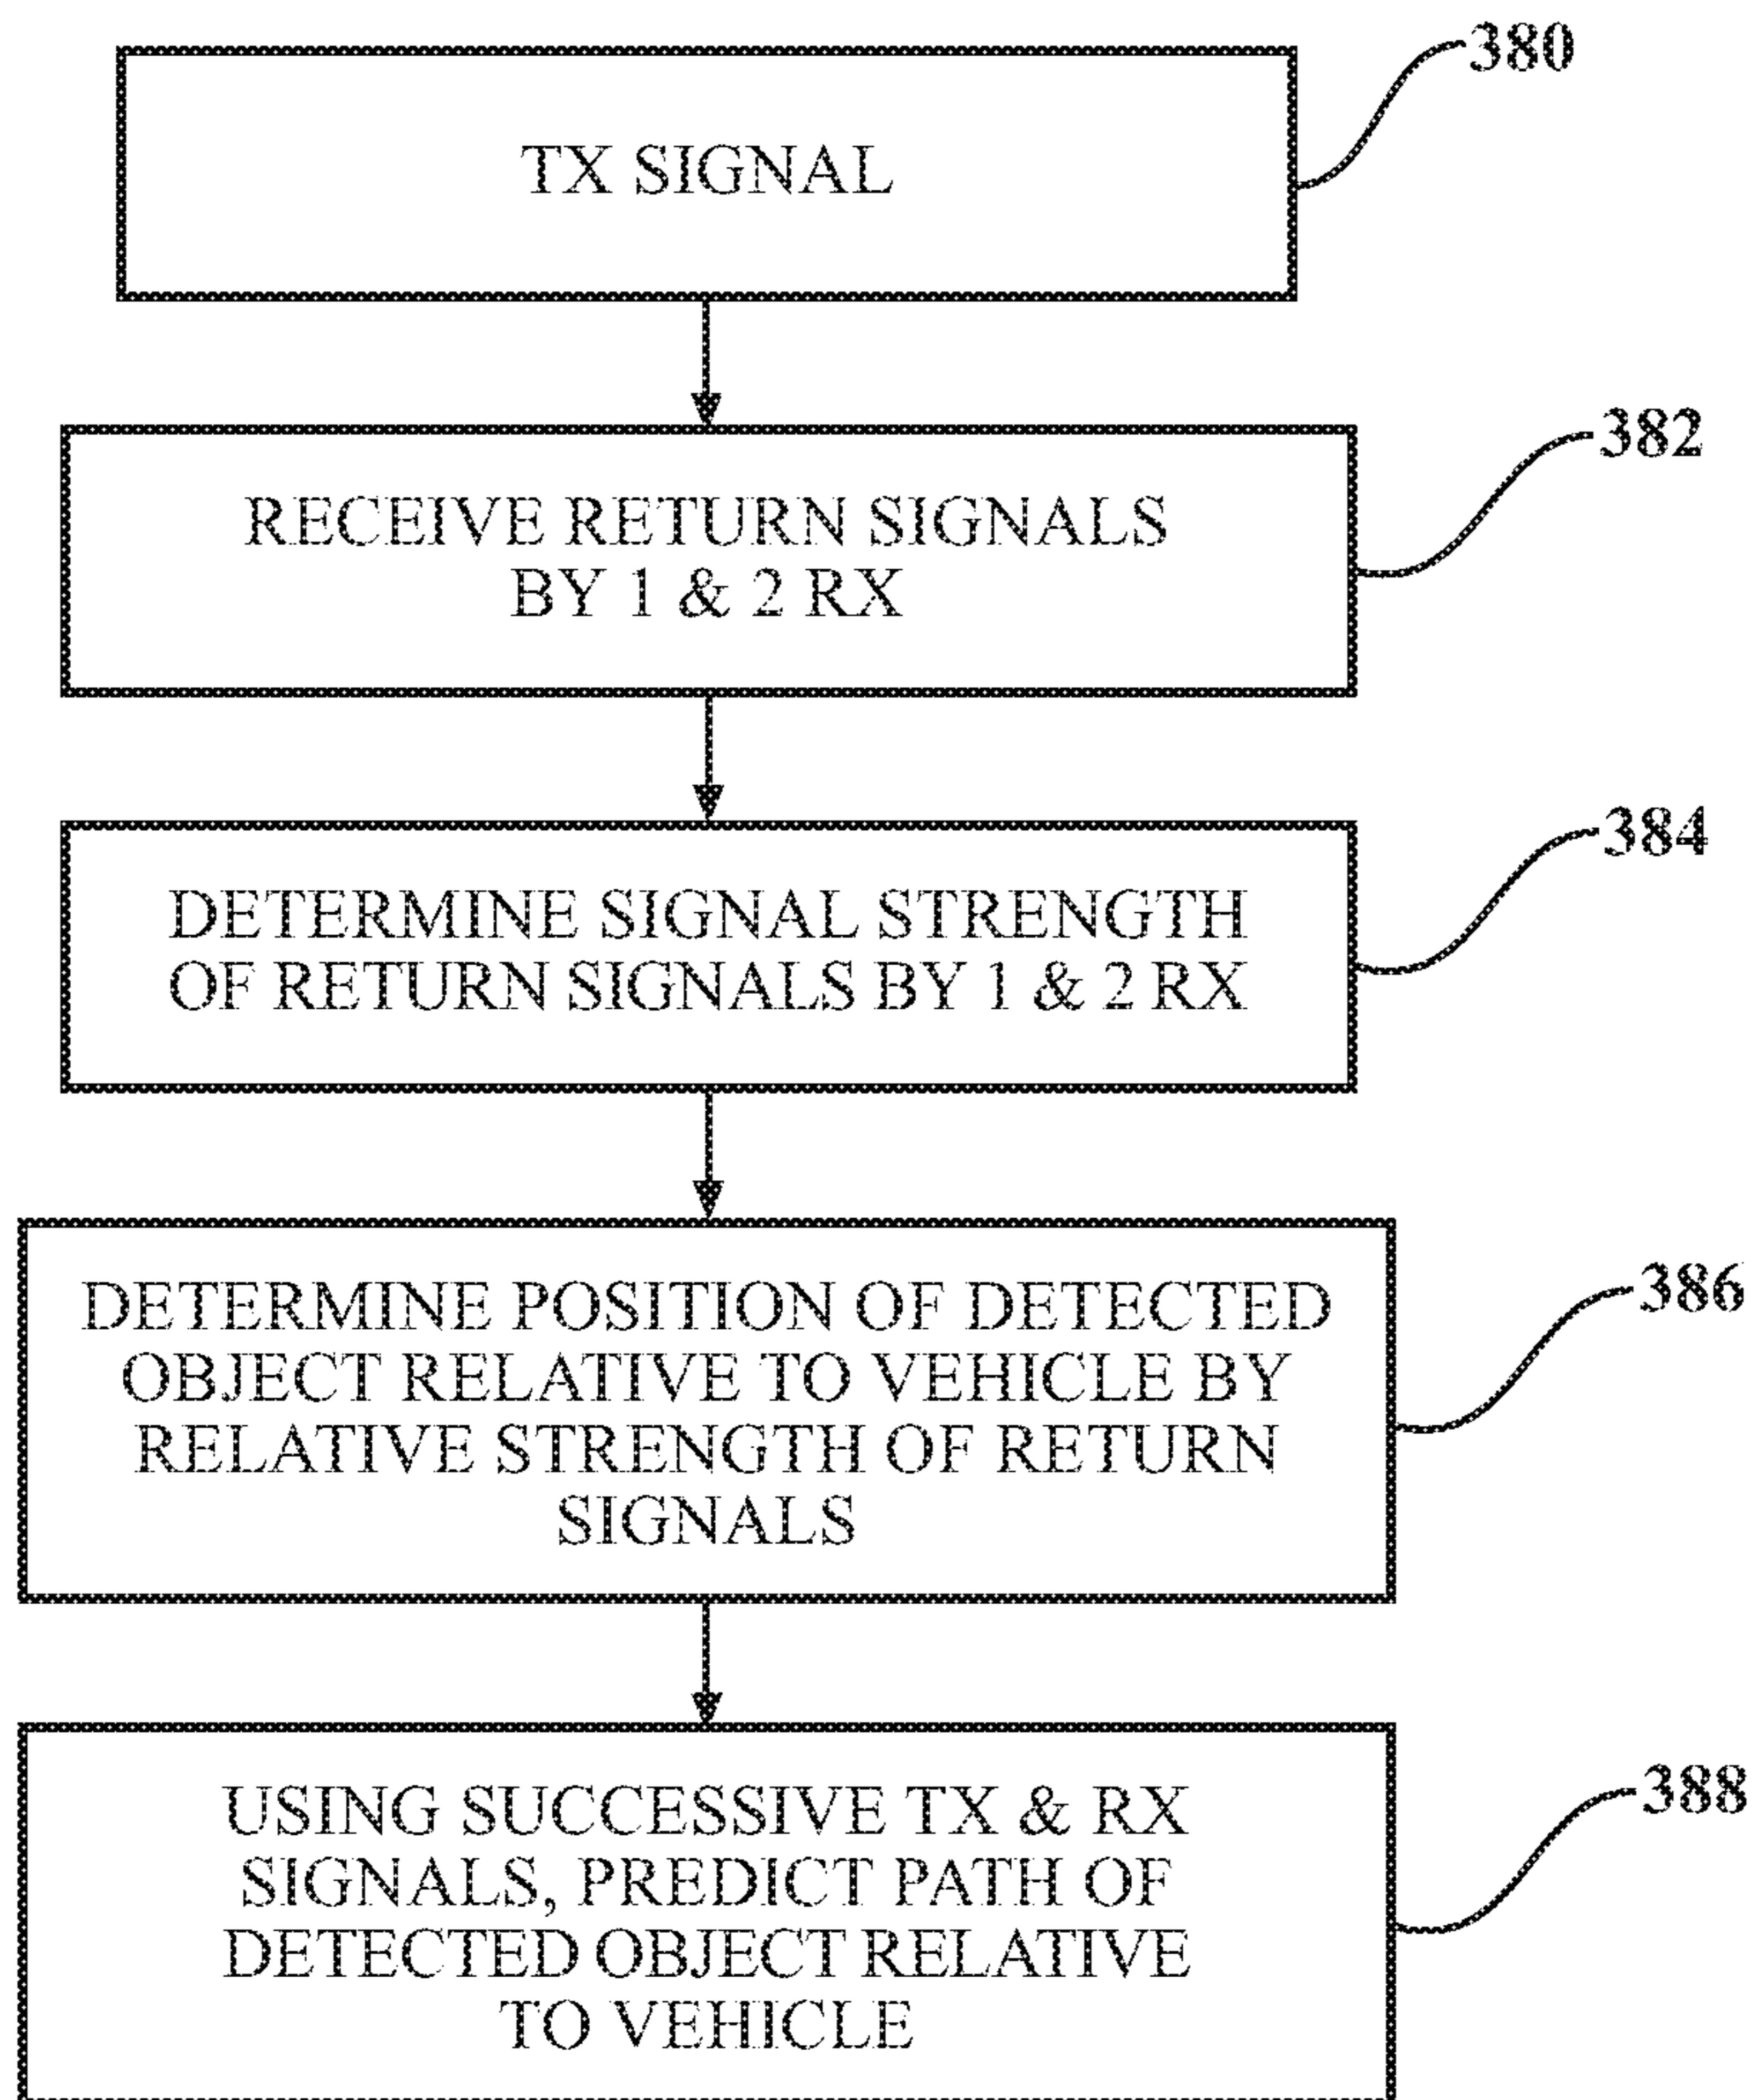 380
TX SIGNAL
382
RECEIVE RETURN SIGNALS
BY 1 & 2 RX
384
DETERMINE SIGNAL STRENGTH
OF RETURN SIGNALS BY 1 & 2 RX
386
DETERMINE POSITION OF DETECTED
OBJECT RELATIVE TO VEHICLE BY
RELATIVE STRENGTH OF RETURN
SIGNALS
388
USING SUCCESSIVE TX & RX
SIGNALS, PREDICT PATH OF
DETECTED OBJECT RELATIVE
TO VEHICLE